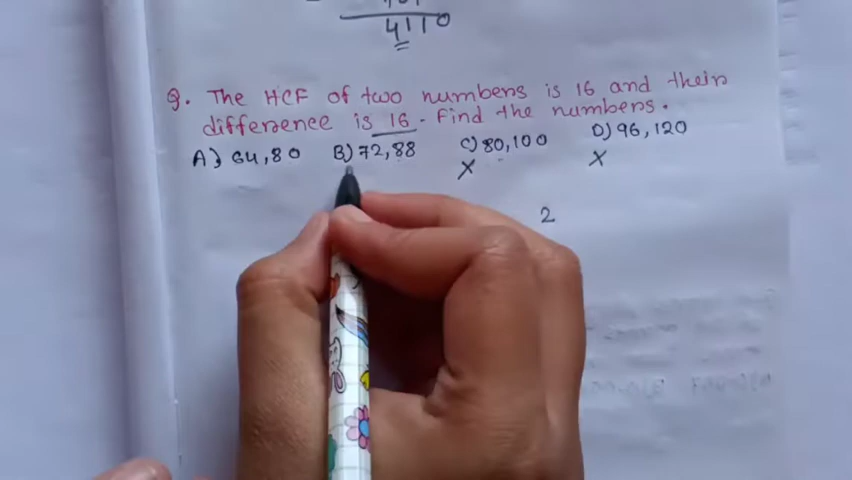 4110
Q. The HCF of two numbers is 16 and their
difference is 16. Find the numbers.
A) 64,80 B) 72,88 C) 80,100 D) 96,120
X X
2